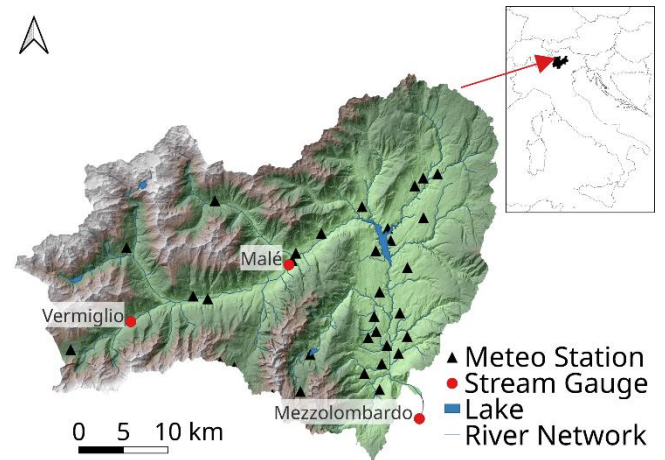 Malé
Vermiglio
Mezzolombardo
Meteo Station
Stream Gauge
Lake
River Network
0 5 10 km